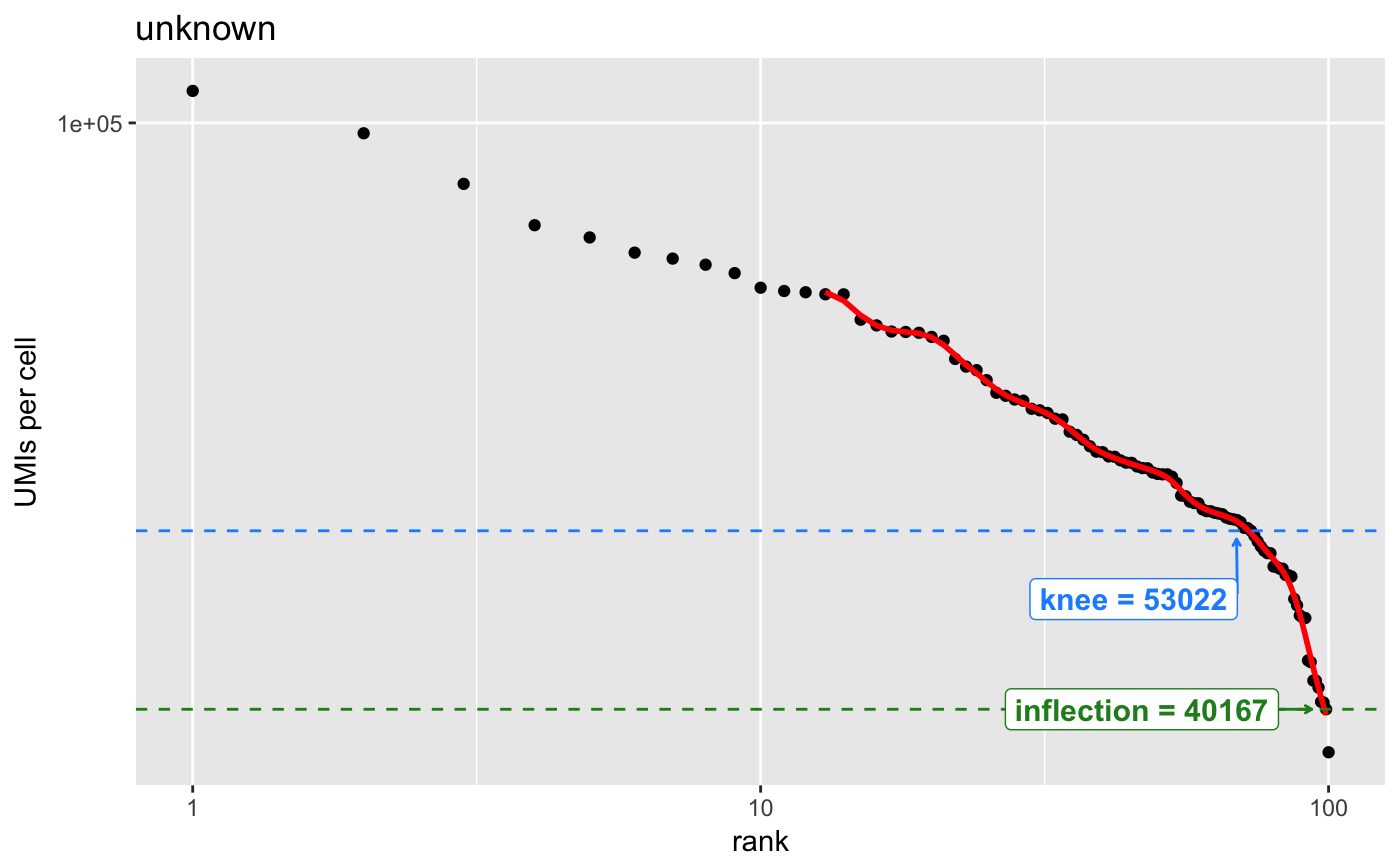 unknown
1e+05
UMIs per cell
knee = 53022
inflection = 40167
1
10
100
rank